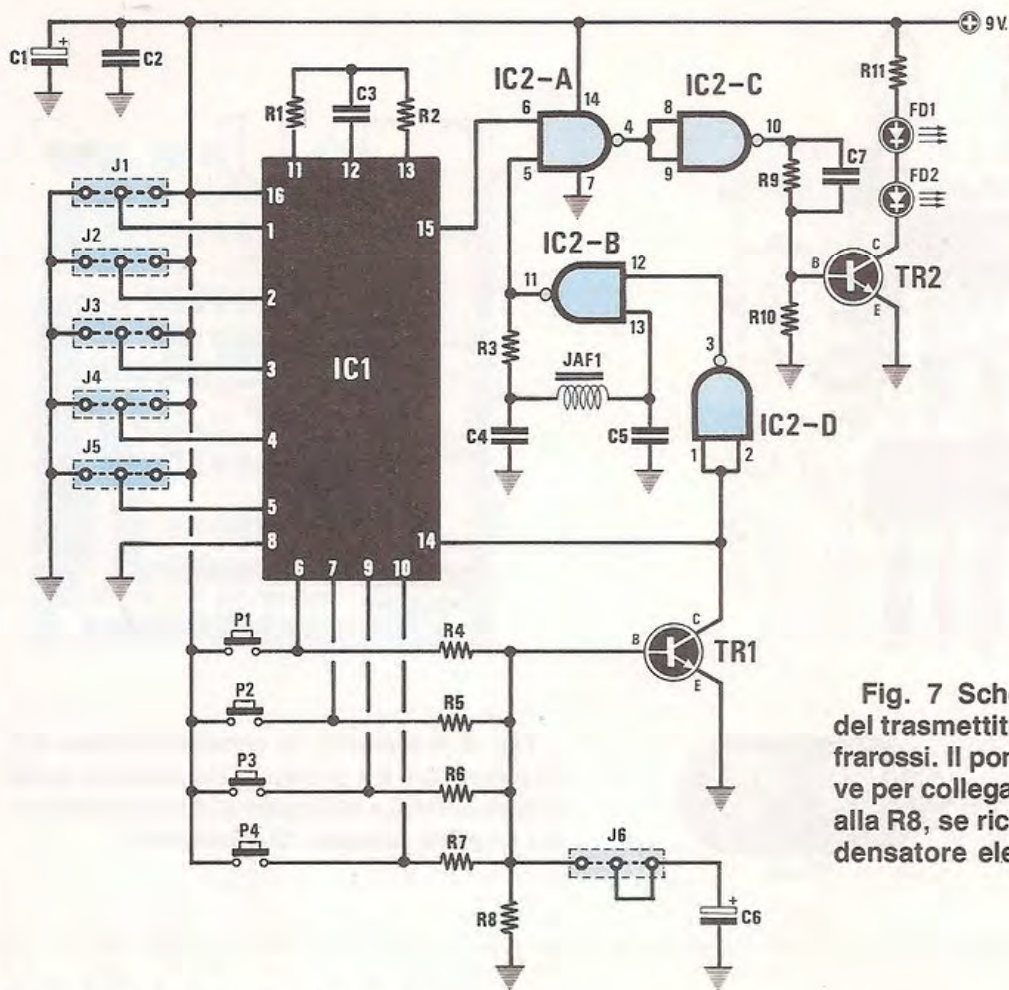 9 V.
C1
+
C2
R1
C3
R2
IC2-A
IC2-C
R11
FD1
FD2
11
12
13
6
14
5
7
4
8
9
10
R9
C7
J1
16
1
15
J2
2
IC2-B
11
12
13
B
C
E
TR2
R10
J3
3
IC1
R3
JAF1
3
J4
4
C4
C5
IC2-D
J5
5
1
2
8
14
6
7
9
10
P1
R4
B
C
E
TR1
P2
R5
P3
R6
P4
R7
J6
R8
+
C6
Fig. 7 Sche
del trasmettit
frarossi. Il pon
ve per collega
alla R8, se ric
densatore ele